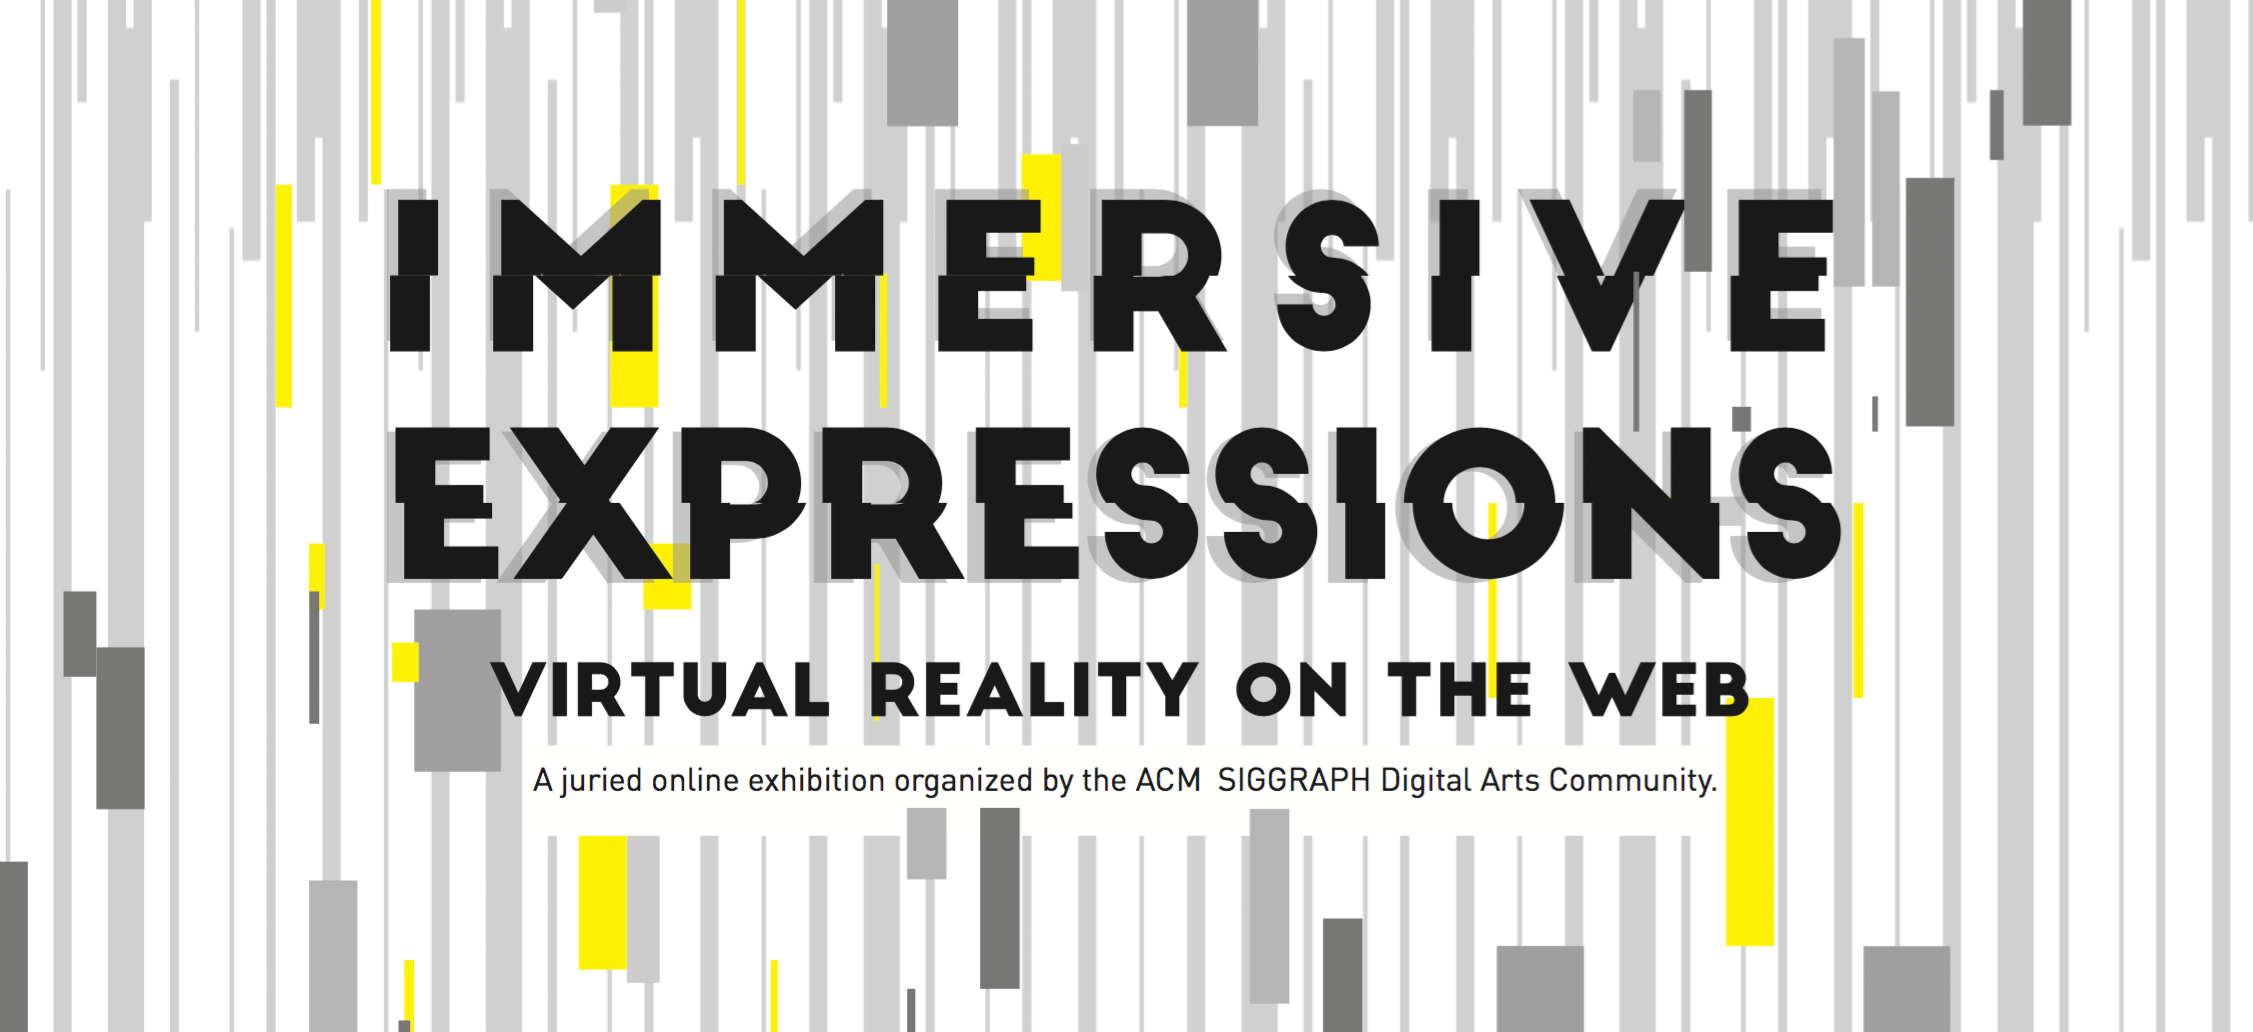 IMMERSIVE
EXPRESSIONS
VIRTUAL REALITY ON THE WEB
A juried online exhibition organized by the ACM SIGGRAPH Digital Arts Community.